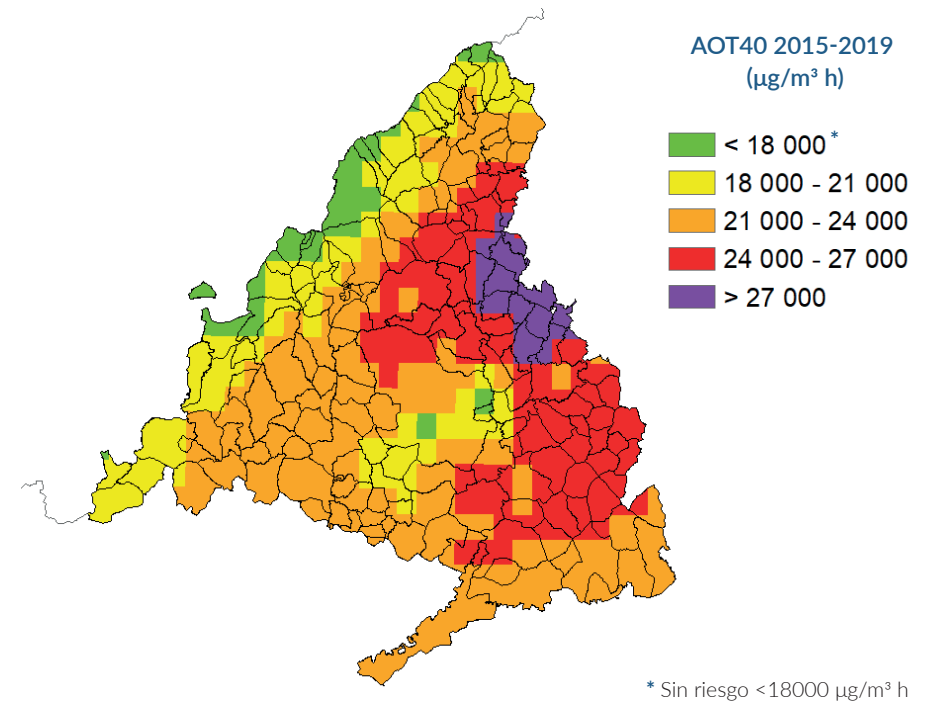 AOT40 2015-2019
(µg/m³ h)
< 18 000*
18 000 - 21 000
21 000 - 24 000
24 000 - 27 000
> 27 000
* Sin riesgo <18000 µg/m³ h